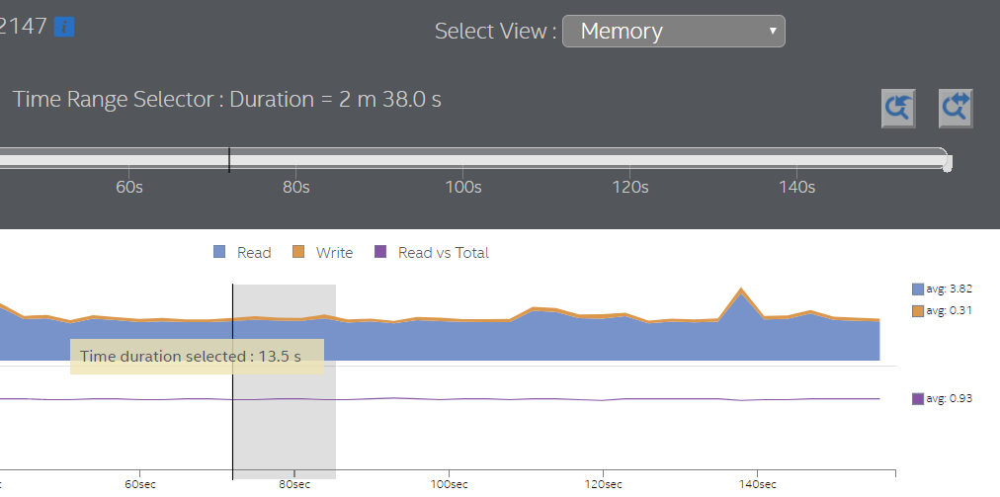 2147 i
Select View : Memory
Time Range Selector : Duration = 2 m 38.0 s
60s 80s 100s 120s 140s
Read Write Read vs Total
avg: 3.82
avg: 0.31
Time duration selected : 13.5 s
avg: 0.93
60sec 80sec 100sec 120sec 140sec